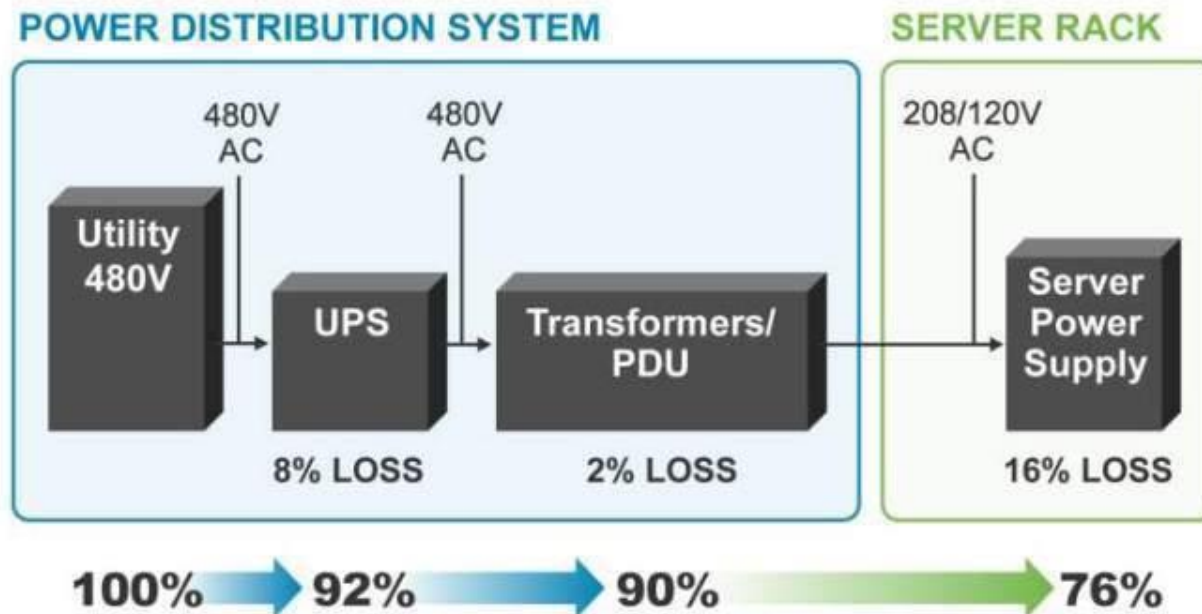 POWER DISTRIBUTION SYSTEM
SERVER RACK
480V
AC
480V
AC
208/120V
AC
Utility
480V
UPS
Transformers/
PDU
Server
Power
Supply
8% LOSS
2% LOSS
16% LOSS
100%
92%
90%
76%